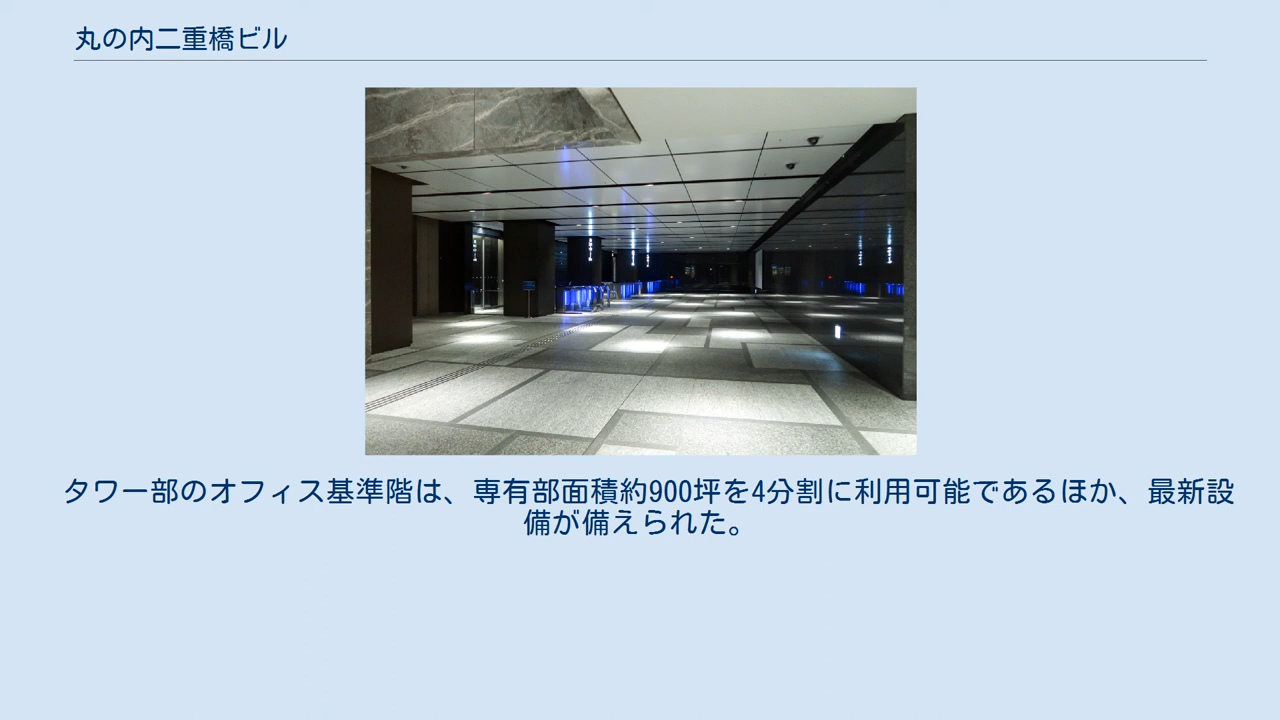 丸の内二重橋ビル
タワー部のオフィス基準階は、専有部面積約900坪を4分割に利用可能であるほか、最新設
備が備えられた。